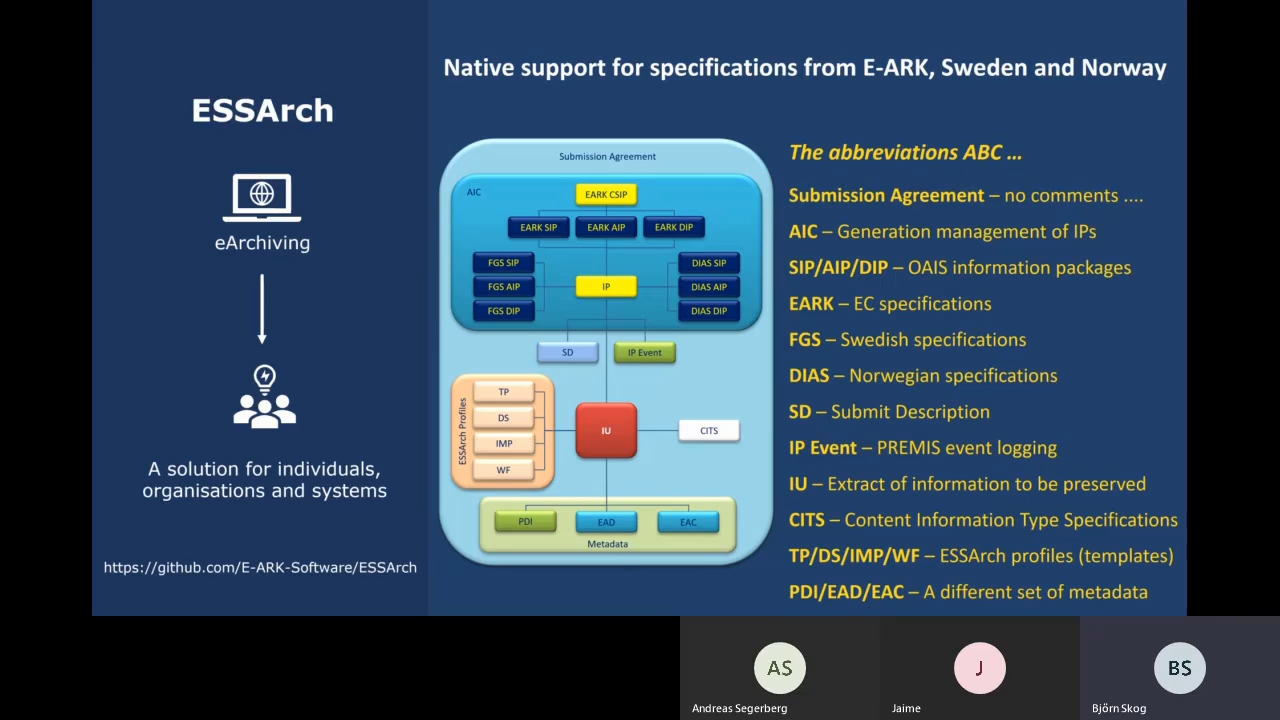 ESSArch
eArchiving
A solution for individuals,
organisations and systems
https://github.com/E-ARK-Software/ESSArch
Native support for specifications from E-ARK, Sweden and Norway
Submission Agreement
AIC
EARK CSIP
EARK SIP
EARK AIP
EARK DIP
FGS SIP
FGS AIP
FGS DIP
IP
DIAS SIP
DIAS AIP
DIAS DIP
SD
IP Event
ESSArch Profiles
TP
DS
IMP
WF
IU
CITS
PDI
EAD
EAC
Metadata
The abbreviations ABC ...
Submission Agreement – no comments ....
AIC – Generation management of IPs
SIP/AIP/DIP – OAIS information packages
EARK – EC specifications
FGS – Swedish specifications
DIAS – Norwegian specifications
SD – Submit Description
IP Event – PREMIS event logging
IU – Extract of information to be preserved
CITS – Content Information Type Specifications
TP/DS/IMP/WF – ESSArch profiles (templates)
PDI/EAD/EAC – A different set of metadata
AS
Andreas Segerberg
J
Jaime
BS
Björn Skog